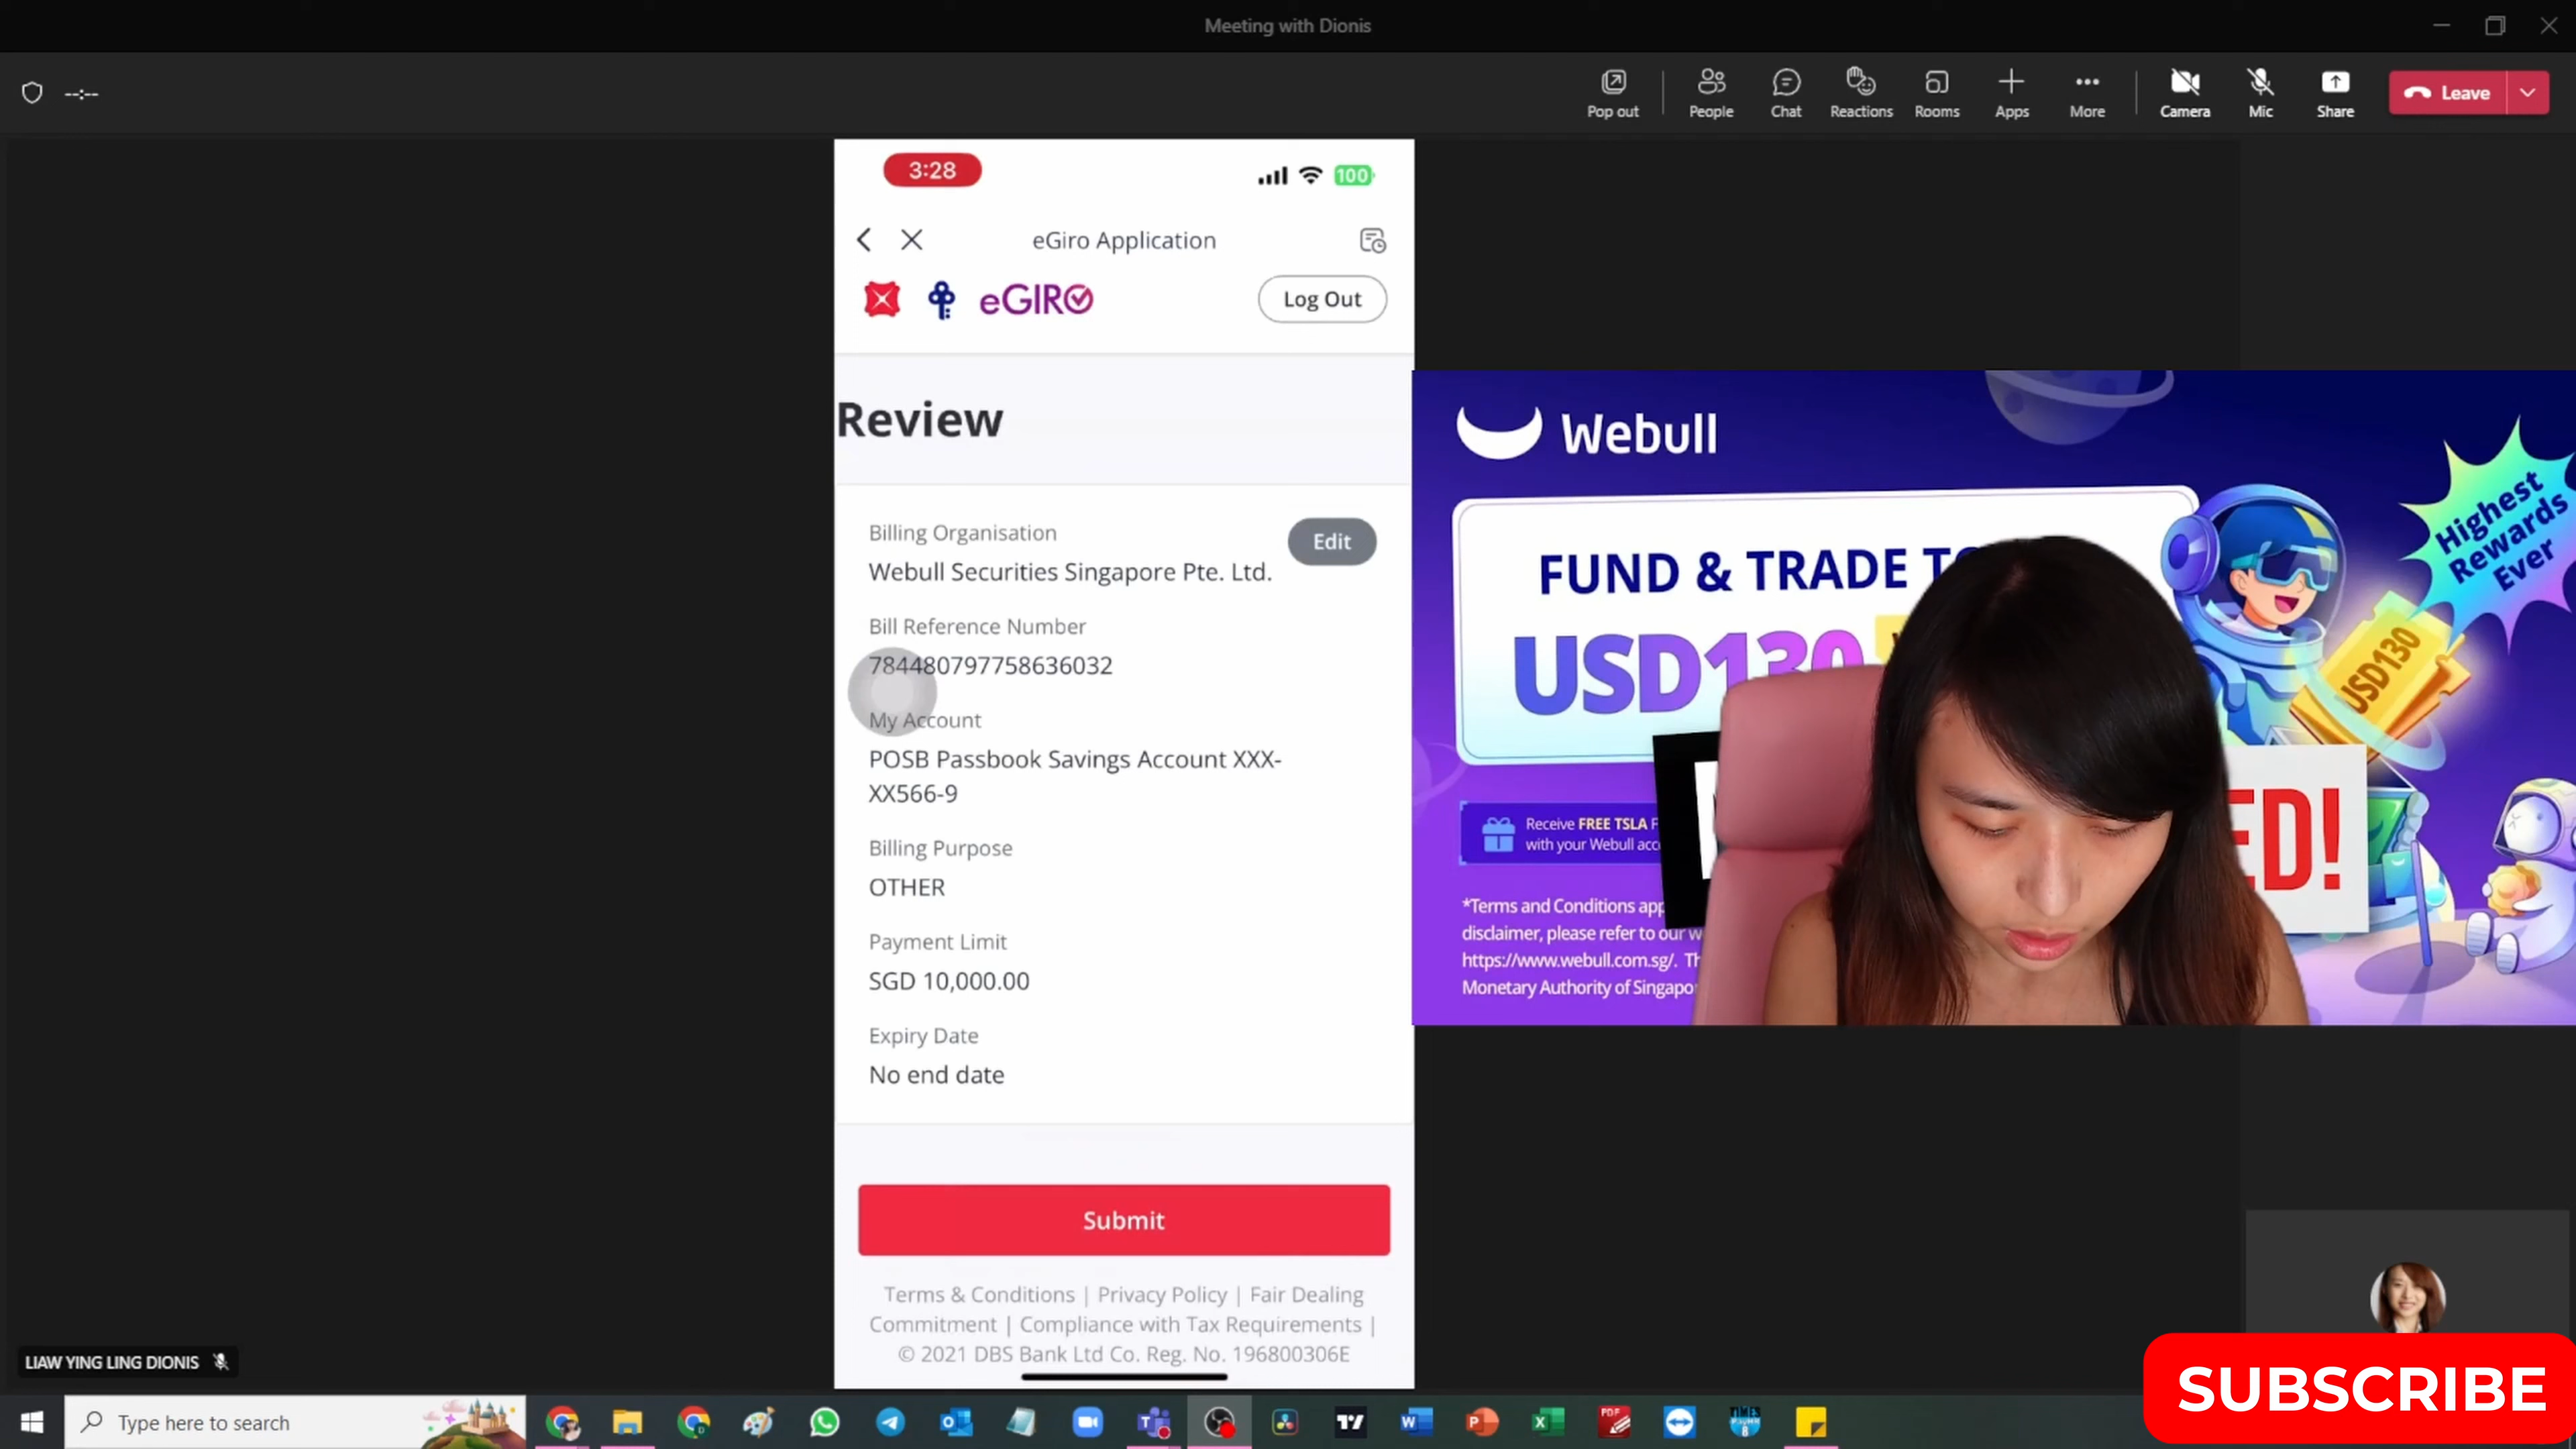 Meeting with Dionis
--:--
Pop out
People
Chat
Reactions
Rooms
Apps
More
Camera
Mic
Share
Leave
3:28
100
eGiro Application
eGIRO
Log Out
Review
Billing Organisation
Edit
Webull Securities Singapore Pte. Ltd.
Bill Reference Number
784480797758636032
My Account
POSB Passbook Savings Account XXX-
XX566-9
Billing Purpose
OTHER
Payment Limit
SGD 10,000.00
Expiry Date
No end date
Submit
Terms & Conditions | Privacy Policy | Fair Dealing
Commitment | Compliance with Tax Requirements |
© 2021 DBS Bank Ltd Co. Reg. No. 196800306E
Webull
FUND & TRADE
USD130
Highest
Rewards
Ever
USD130
Receive FREE TSLA
with your Webull
ED!
*Terms and Conditions
disclaimer, please refer to our
https://www.webull.com.sg/.
Monetary Authority of
LIAW YING LING DIONIS
SUBSCRIBE
Type here to search